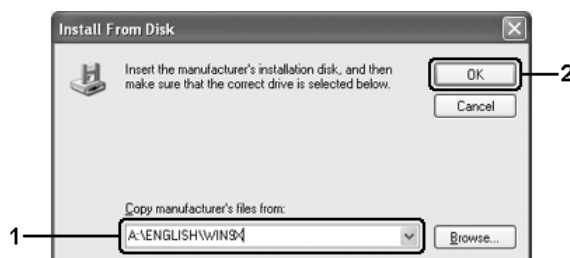 Install From Disk
Insert the manufacturer's installation disk, and then
make sure that the correct drive is selected below.
OK
2
Cancel
Copy manufacturer's files from:
1
A:\ENGLISH\WIN9X
Browse...